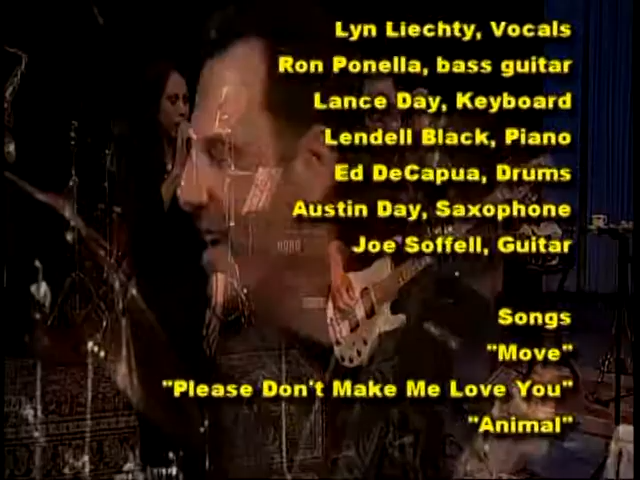 Lyn Liechty, Vocals
Ron Ponella, bass guitar
Lance Day, Keyboard
Lendell Black, Piano
Ed DeCapua, Drums
Austin Day, Saxophone
Joe Soffell, Guitar
Songs
"Move"
"Please Don't Make Me Love You"
"Animal"